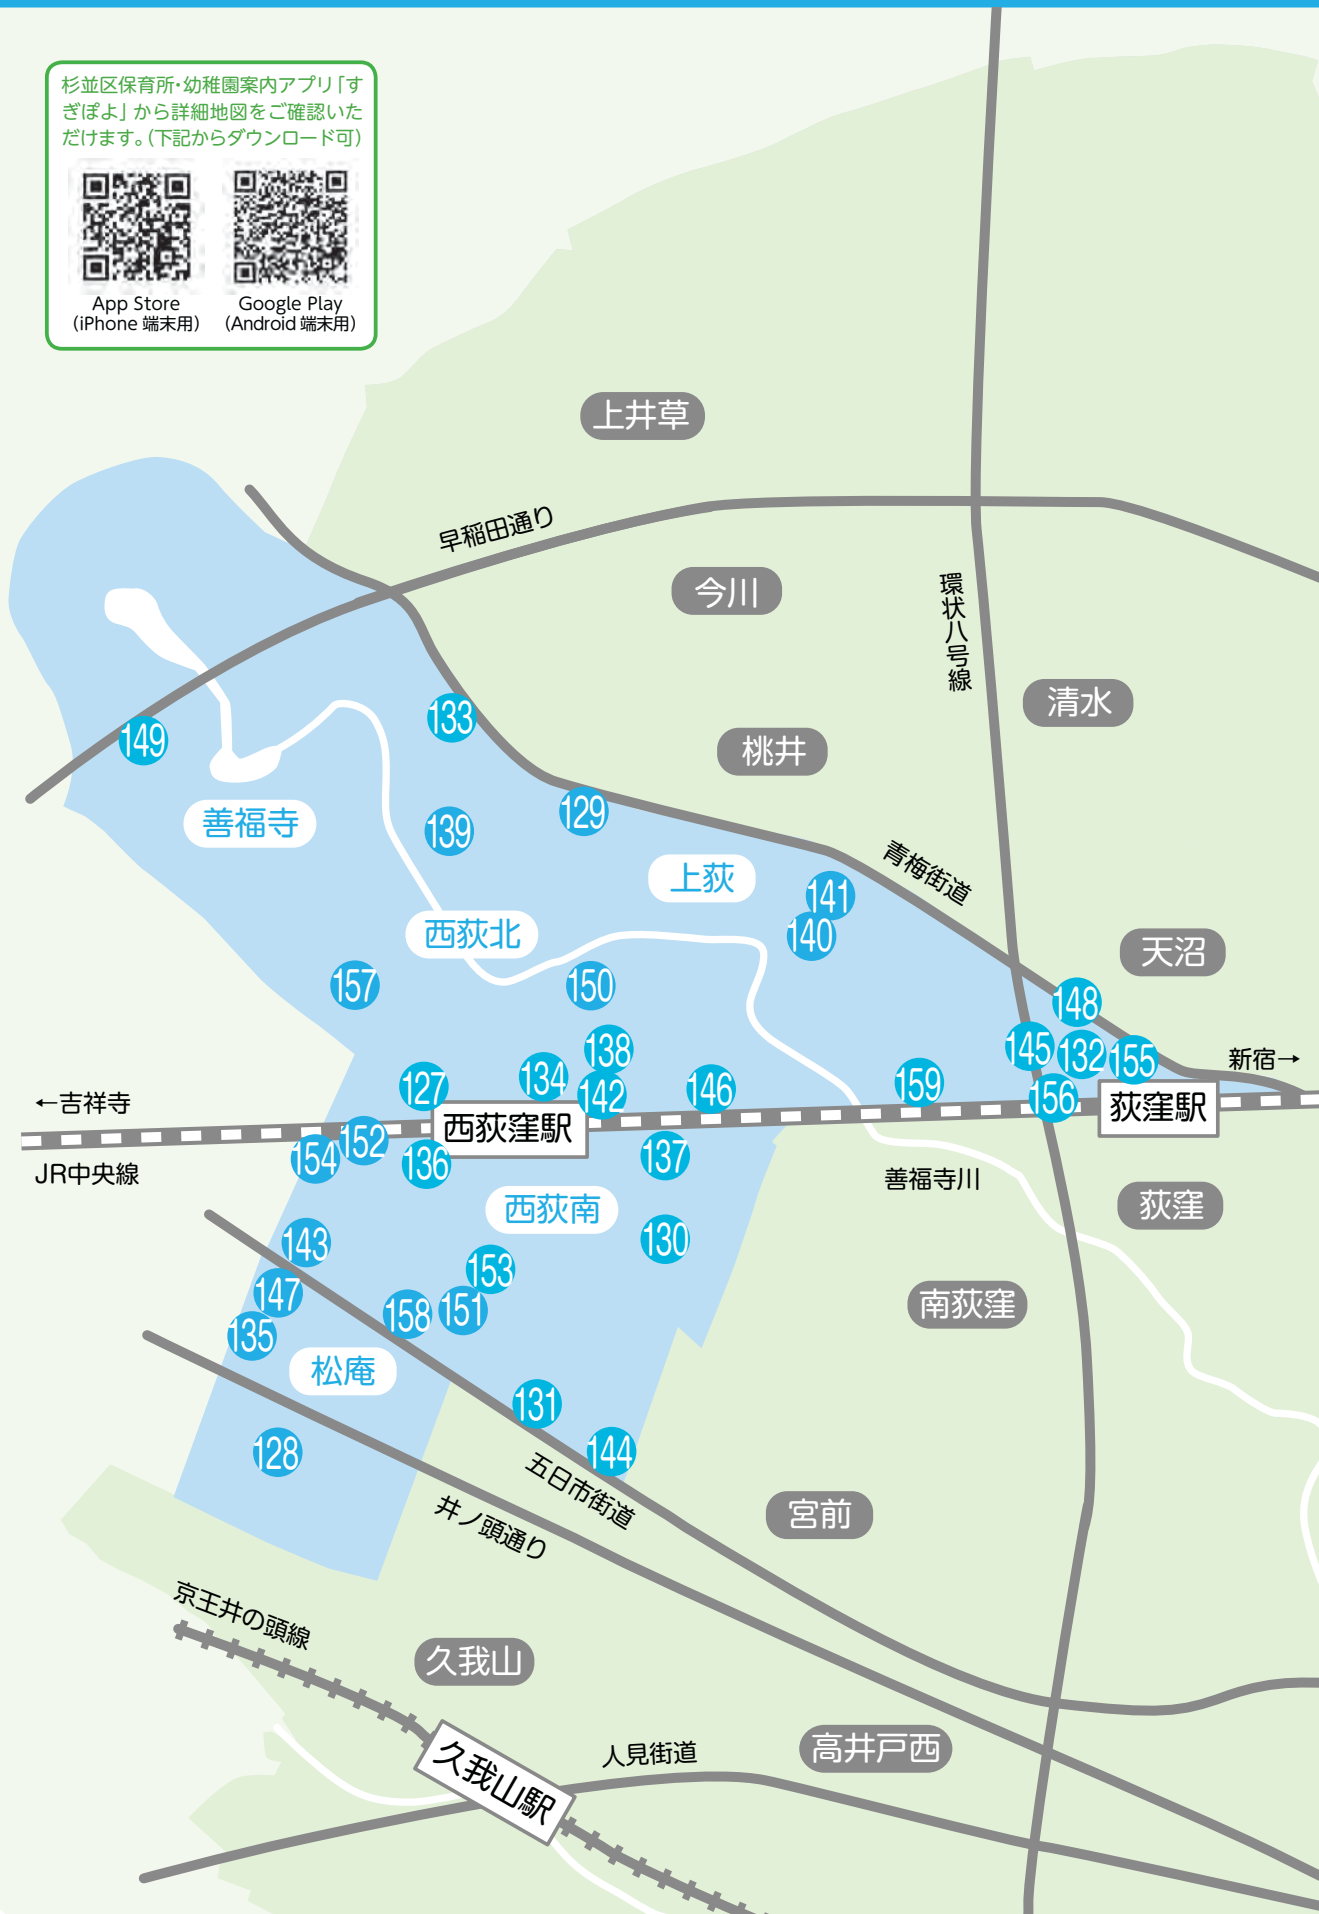 杉並区保育所・幼稚園案内アプリ「す
ぎぽよ」から詳細地図をご確認いた
だけます。(下記からダウンロード可)
App Store
(iPhone 端末用)
Google Play
(Android 端末用)
上井草
早稲田通り
今川
環状八号線
清水
133
149
桃井
善福寺
129
139
青梅街道
上荻
141
西荻北
140
天沼
157
150
148
138
145
132
155
新宿→
134
127
142
146
159
156
←吉祥寺
荻窪駅
西荻窪駅
152
154
136
137
JR中央線
善福寺川
西荻南
荻窪
143
130
153
147
151
158
135
南荻窪
松庵
131
128
144
五日市街道
井ノ頭通り
宮前
京王井の頭線
久我山
久我山駅
人見街道
高井戸西